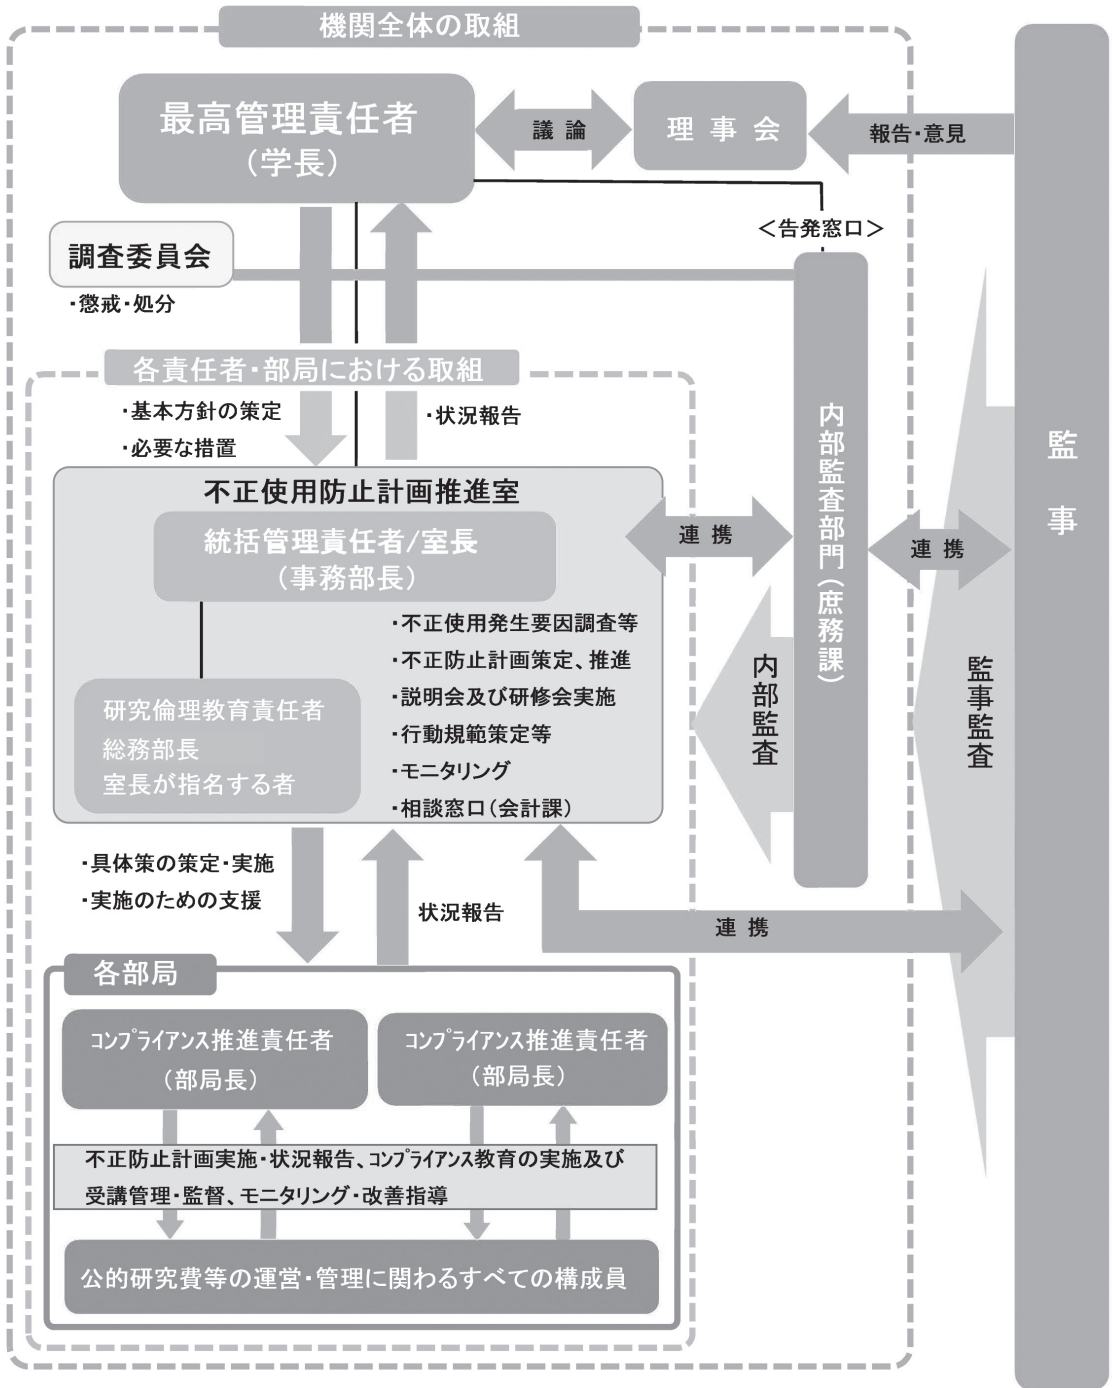 機関全体の取組
最高管理責任者
（学長）
議 論
理 事 会
報告・意見
＜告発窓口＞
調査委員会
・懲戒・処分
各責任者・部局における取組
・基本方針の策定
・必要な措置
・状況報告
不正使用防止計画推進室
統括管理責任者/室長
（事務部長）
研究倫理教育責任者
総務部長
室長が指名する者
・不正使用発生要因調査等
・不正防止計画策定、推進
・説明会及び研修会実施
・行動規範策定等
・モニタリング
・相談窓口（会計課）
連 携
内部監査部門（庶務課）
連 携
監 事
内部監査
監事監査
・具体策の策定・実施
・実施のための支援
状況報告
連 携
各部局
ｺﾝﾌﾟﾗｲｱﾝｽ推進責任者
（部局長）
ｺﾝﾌﾟﾗｲｱﾝｽ推進責任者
（部局長）
不正防止計画実施・状況報告、ｺﾝﾌﾟﾗｲｱﾝｽ教育の実施及び
受講管理・監督、モニタリング・改善指導
公的研究費等の運営・管理に関わるすべての構成員